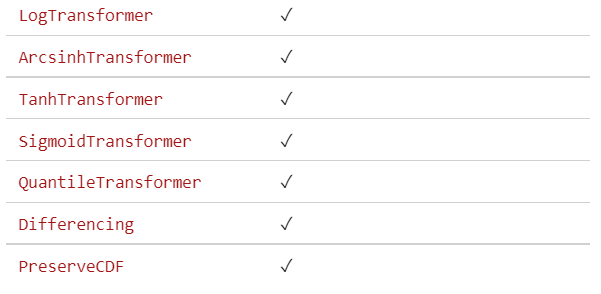 LogTransformer ✓
ArcsinhTransformer ✓
TanhTransformer ✓
SigmoidTransformer ✓
QuantileTransformer ✓
Differencing ✓
PreserveCDF ✓